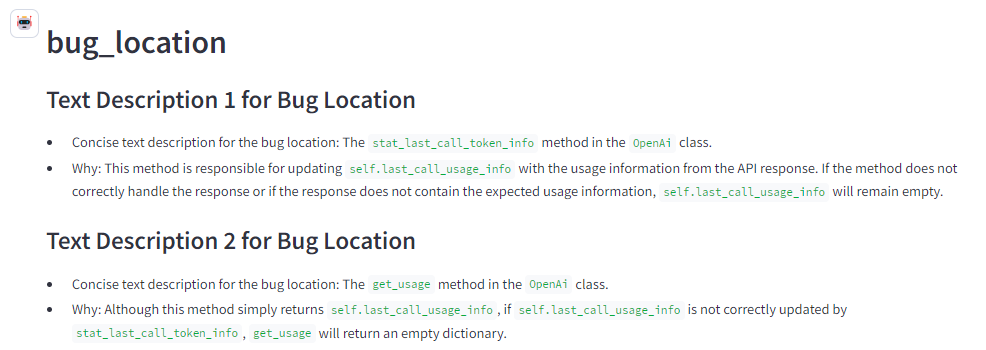 bug_location
Text Description 1 for Bug Location
• Concise text description for the bug location: The stat_last_call_token_info method in the OpenAi class.
• Why: This method is responsible for updating self.last_call_usage_info with the usage information from the API response. If the method does not
correctly handle the response or if the response does not contain the expected usage information, self.last_call_usage_info will remain empty.
Text Description 2 for Bug Location
• Concise text description for the bug location: The get_usage method in the OpenAi class.
• Why: Although this method simply returns self.last_call_usage_info , if self.last_call_usage_info is not correctly updated by
stat_last_call_token_info , get_usage will return an empty dictionary.